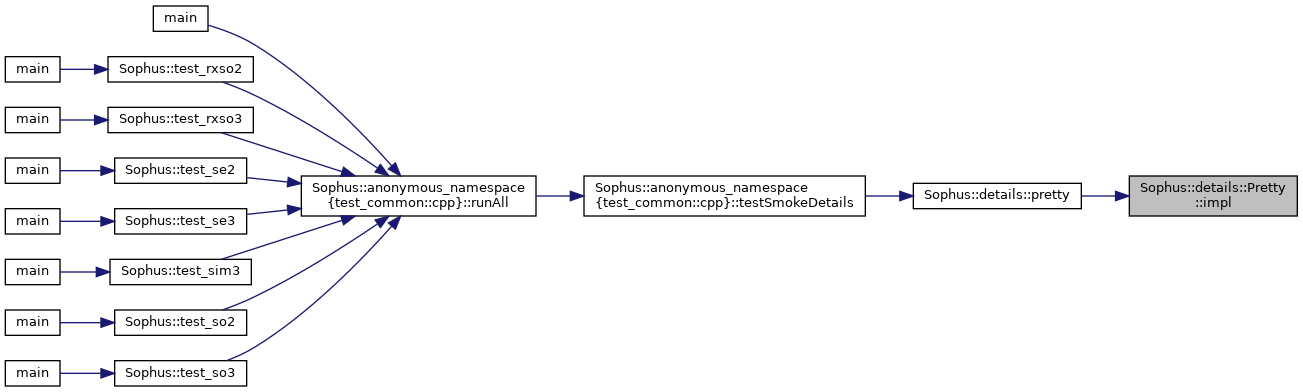 main
main
Sophus::test_rxso2
main
Sophus::test_rxso3
main
Sophus::test_se2
main
Sophus::test_se3
main
Sophus::test_sim3
main
Sophus::test_so2
main
Sophus::test_so3
Sophus::anonymous_namespace
{test_common::cpp}::runAll
Sophus::anonymous_namespace
{test_common::cpp}::testSmokeDetails
Sophus::details::pretty
Sophus::details::Pretty
::impl